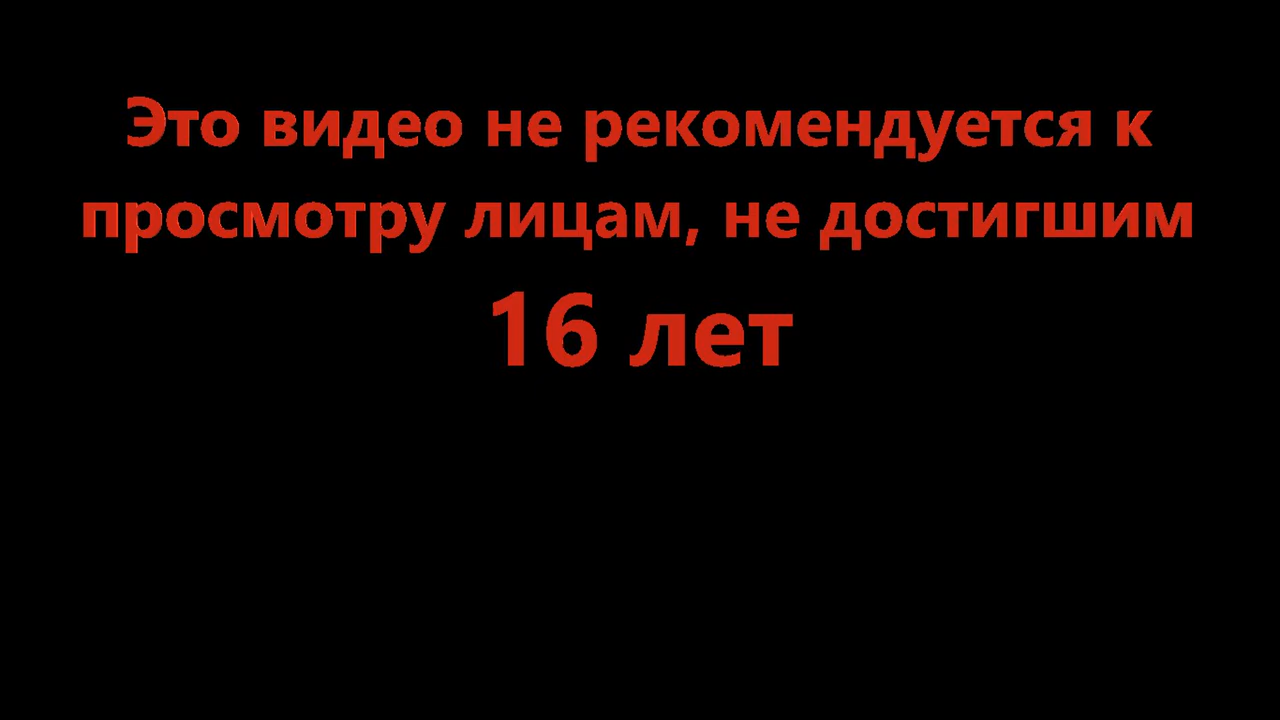 Это видео не рекомендуется к
просмотру лицам, не достигшим
16 лет